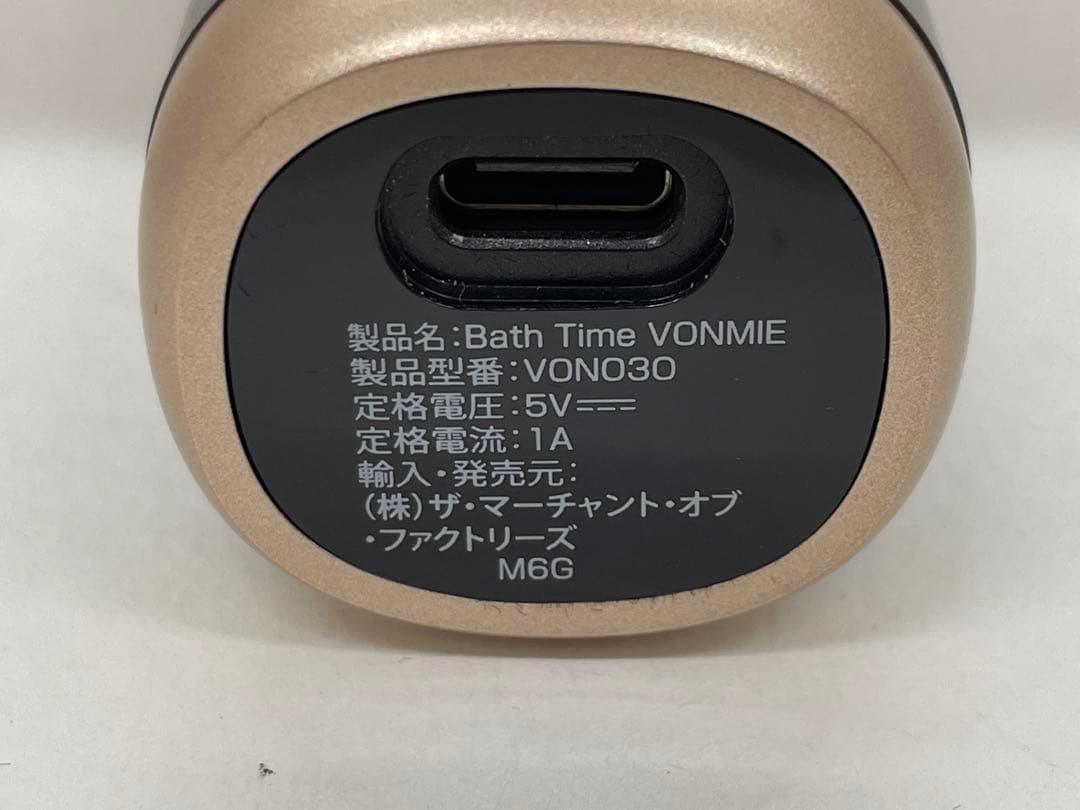 製品名:Bath Time VONMIE
製品型番:VON030
定格電圧:5V⎓
定格電流:1A
輸入・発売元:
(株)ザ・マーチャント・オブ
・ファクトリーズ
M6G